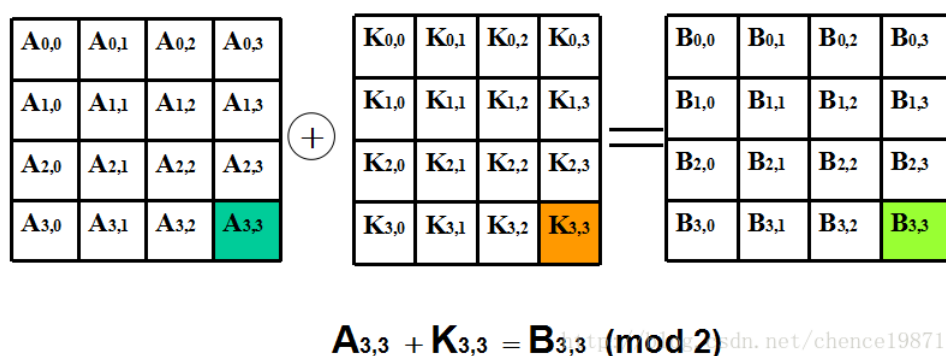 A0,0 A0,1 A0,2 A0,3 K0,0 K0,1 K0,2 K0,3 B0,0 B0,1 B0,2 B0,3
A1,0 A1,1 A1,2 A1,3 K1,0 K1,1 K1,2 K1,3 B1,0 B1,1 B1,2 B1,3
+ =
A2,0 A2,1 A2,2 A2,3 K2,0 K2,1 K2,2 K2,3 B2,0 B2,1 B2,2 B2,3
A3,0 A3,1 A3,2 A3,3 K3,0 K3,1 K3,2 K3,3 B3,0 B3,1 B3,2 B3,3
A3,3 + K3,3 = B3,3 (mod 2)
sdn.net/chence19871